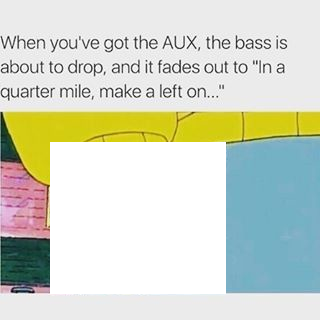 When you've got the AUX, the bass is
about to drop, and it fades out to "In a
quarter mile, make a left on..."